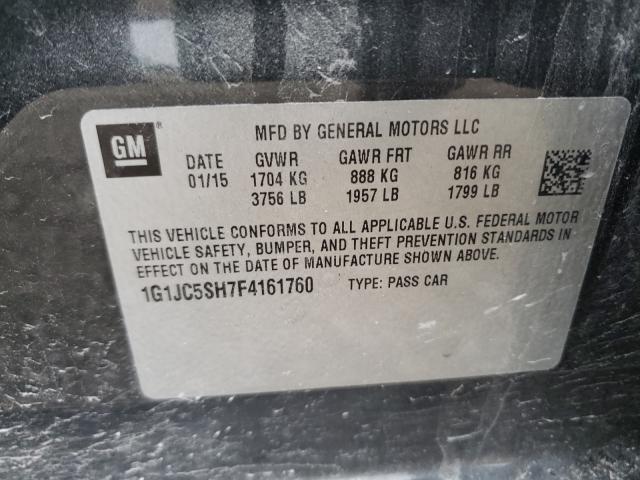 GM ®
MFD BY GENERAL MOTORS LLC
DATE GVWR GAWR FRT GAWR RR
01/15 1704 KG 888 KG 816 KG
3756 LB 1957 LB 1799 LB
THIS VEHICLE CONFORMS TO ALL APPLICABLE U.S. FEDERAL MOTOR
VEHICLE SAFETY, BUMPER, AND THEFT PREVENTION STANDARDS IN
EFFECT ON THE DATE OF MANUFACTURE SHOWN ABOVE.
1G1JC5SH7F4161760 TYPE: PASS CAR